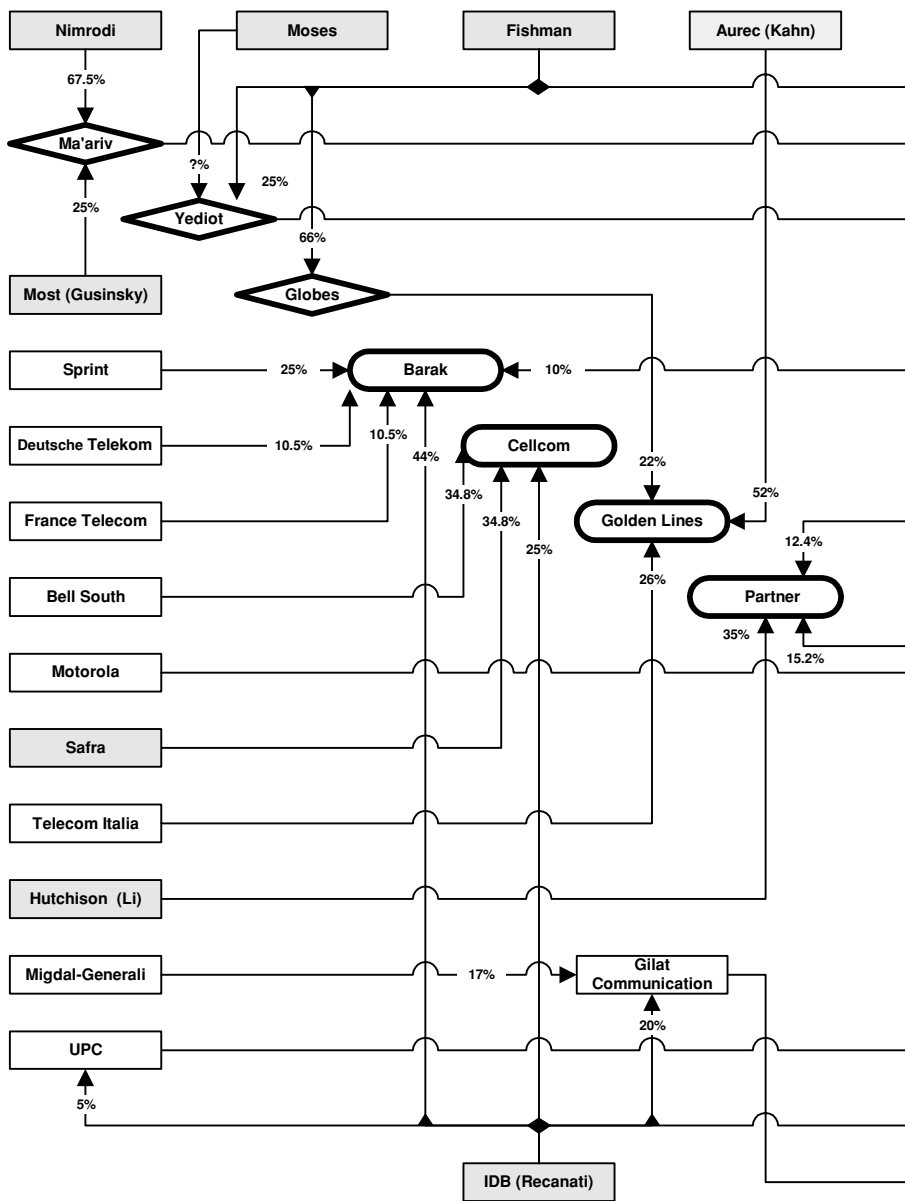 Nimrodi
Moses
Fishman
Aurec (Kahn)
67.5%
Ma'ariv
?%
25%
25%
Yediot
66%
Most (Gusinsky)
Globes
Sprint
25%
Barak
10%
Deutsche Telekom
10.5%
10.5%
44%
Cellcom
22%
34.8%
52%
France Telecom
34.8%
Golden Lines
25%
12.4%
26%
Bell South
Partner
35%
15.2%
Motorola
Safra
Telecom Italia
Hutchison (Li)
Migdal-Generali
17%
Gilat
Communication
20%
UPC
5%
IDB (Recanati)